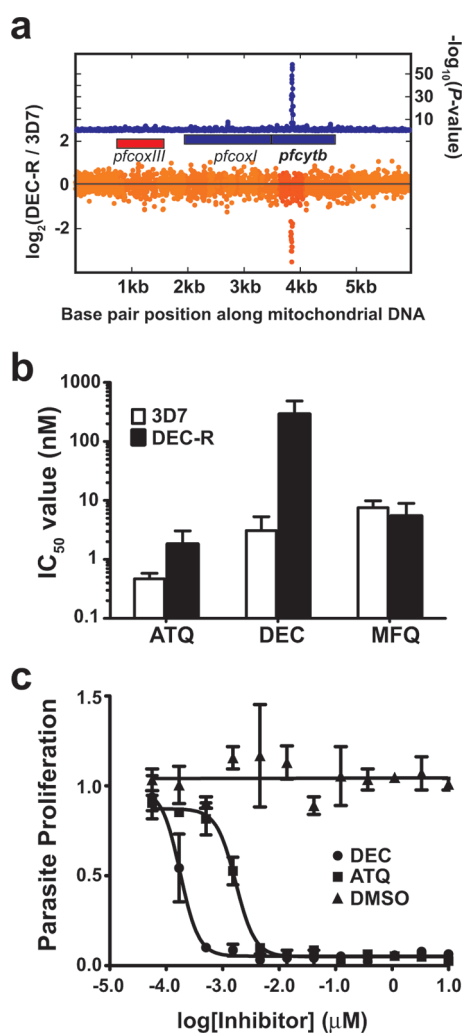 a
50
30
10
-log10(P-value)
2
0
-2
log2(DEC-R / 3D7)
pfcoxIII
pfcoxI
pfcytb
1kb 2kb 3kb 4kb 5kb
Base pair position along mitochondrial DNA
b
1000
100
10
1
0.1
IC50 value (nM)
3D7
DEC-R
ATQ DEC MFQ
c
1.5
1.0
0.5
0.0
Parasite Proliferation
DEC
ATQ
DMSO
-5.0 -4.0 -3.0 -2.0 -1.0 0 1.0
log[Inhibitor] (μM)